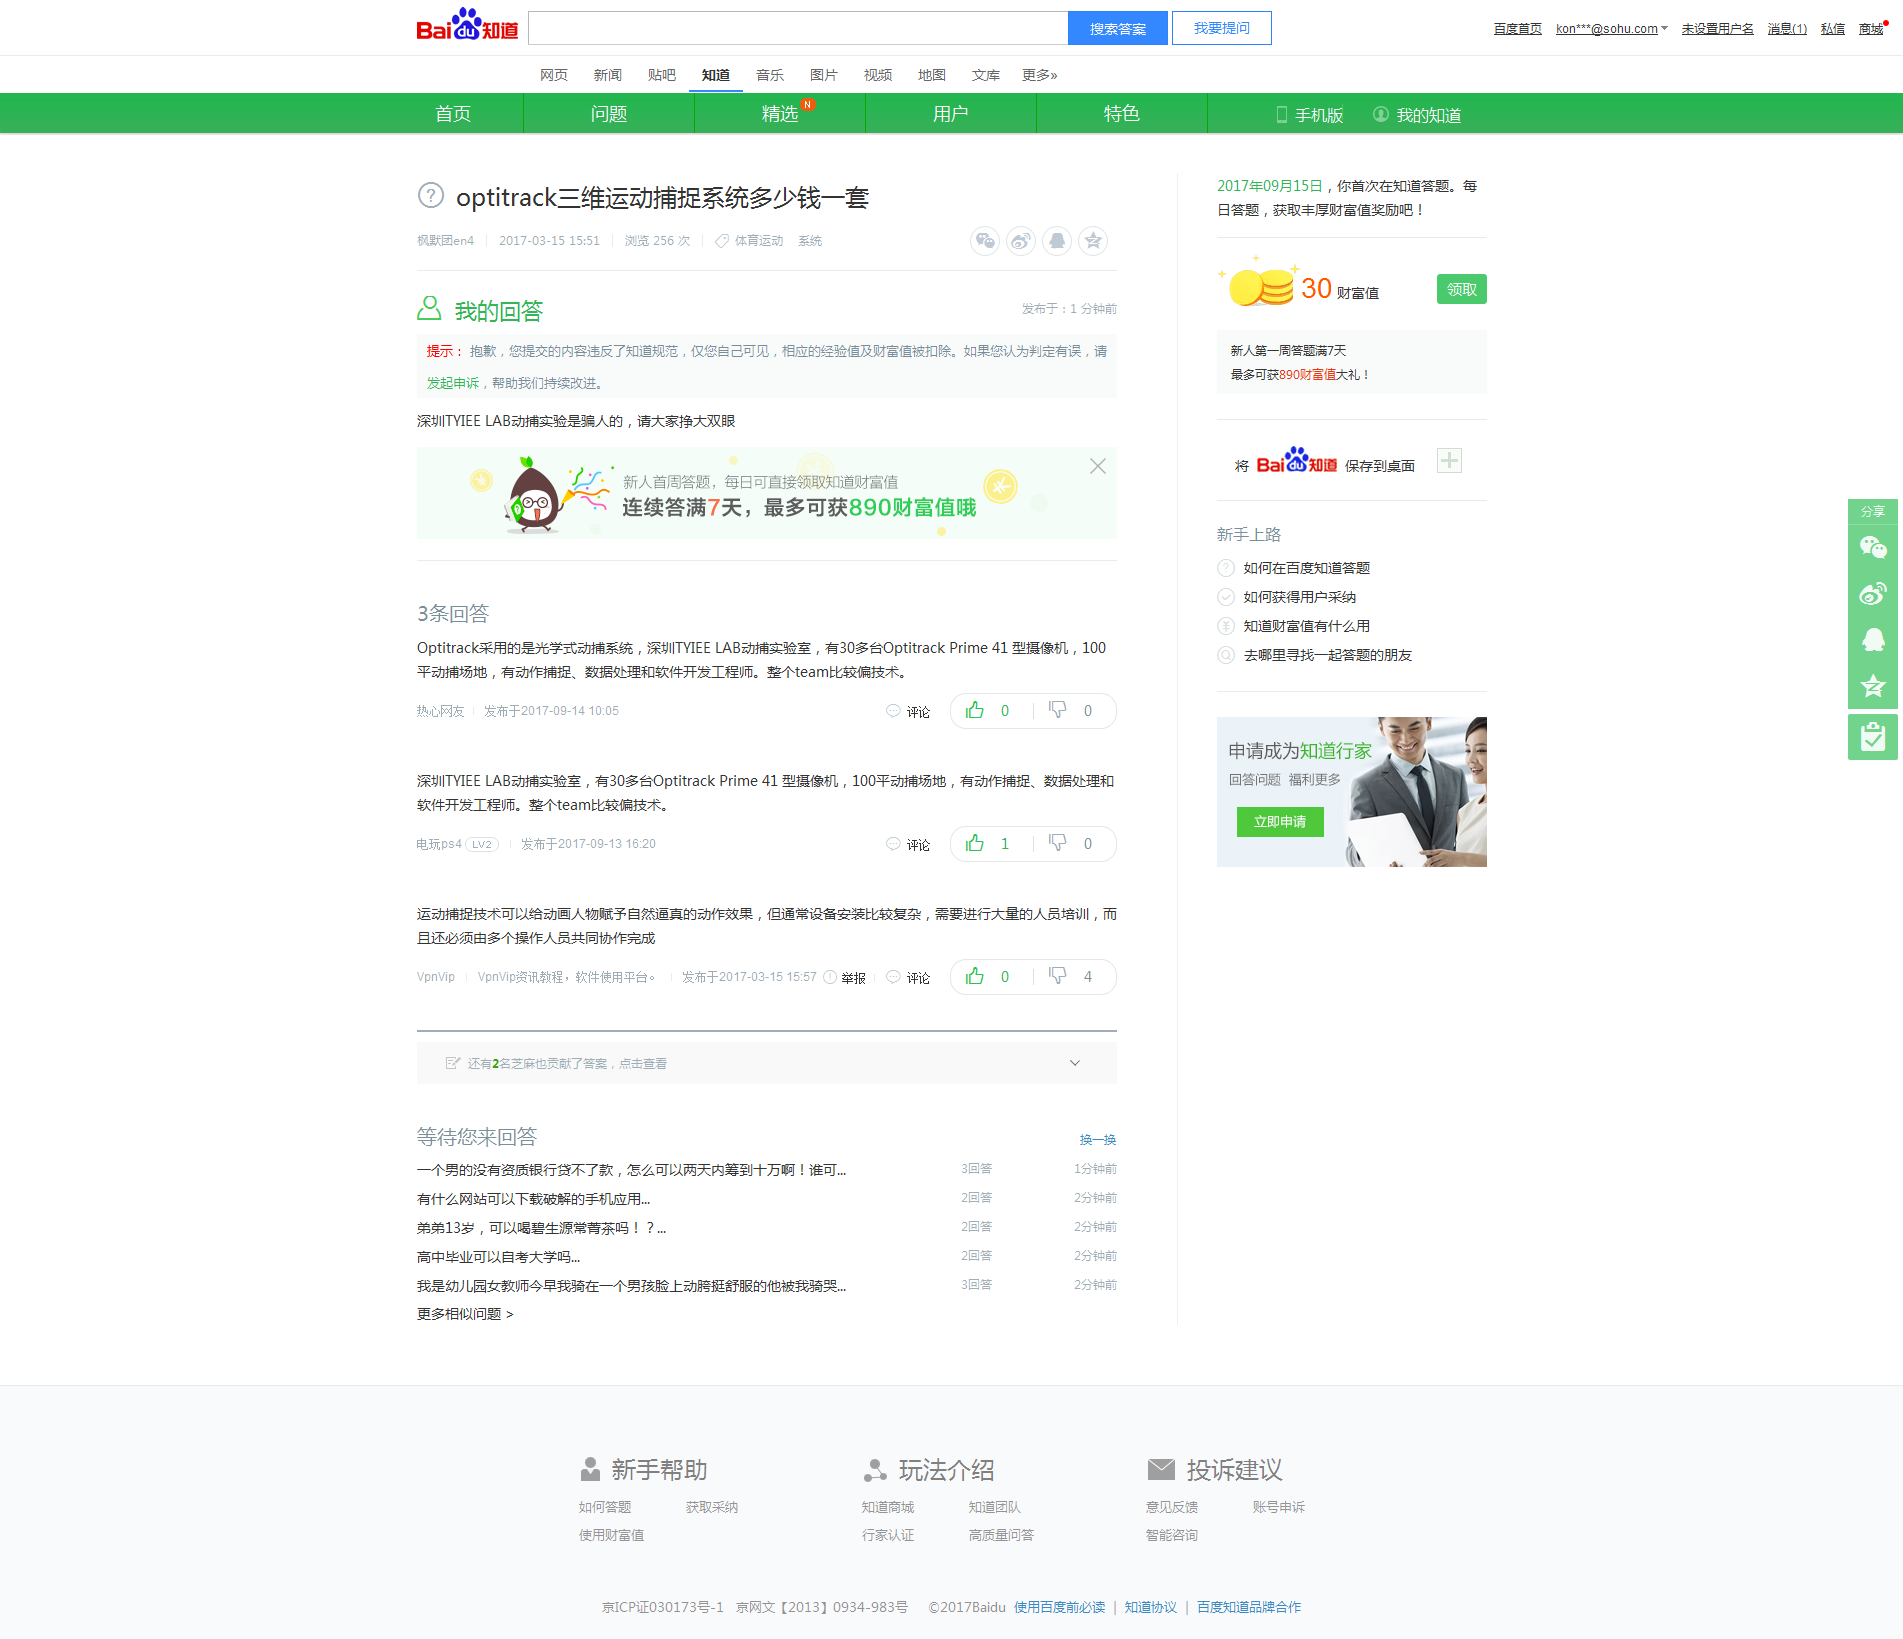 Baidu知道
搜索答案
我要提问
百度首页 kon***@sohu.com 未设置用户名 消息(1) 私信 商城
网页 新闻 贴吧 知道 音乐 图片 视频 地图 文库 更多»
首页 问题 精选 N 用户 特色 手机版 我的知道
optitrack三维运动捕捉系统多少钱一套
枫默团en4 2017-03-15 15:51 浏览 256 次 体育运动 系统
我的回答
发布于：1 分钟前
提示： 抱歉，您提交的内容违反了知道规范，仅您自己可见，相应的经验值及财富值被扣除。如果您认为判定有误，请
发起申诉，帮助我们持续改进。
深圳TYIEE LAB动捕实验是骗人的，请大家挣大双眼
新人首周答题，每日可直接领取知道财富值
连续答满7天，最多可获890财富值哦
3条回答
Optitrack采用的是光学式动捕系统，深圳TYIEE LAB动捕实验室，有30多台Optitrack Prime 41 型摄像机，100
平动捕场地，有动作捕捉、数据处理和软件开发工程师。整个team比较偏技术。
热心网友 发布于2017-09-14 10:05 评论 0 0
深圳TYIEE LAB动捕实验室，有30多台Optitrack Prime 41 型摄像机，100平动捕场地，有动作捕捉、数据处理和
软件开发工程师。整个team比较偏技术。
电玩ps4 LV2 发布于2017-09-13 16:20 评论 1 0
运动捕捉技术可以给动画人物赋予自然逼真的动作效果，但通常设备安装比较复杂，需要进行大量的人员培训，而
且还必须由多个操作人员共同协作完成
VpnVip VpnVip资讯教程，软件使用平台。 发布于2017-03-15 15:57 举报 评论 0 4
还有2名芝麻也贡献了答案，点击查看
等待您来回答
换一换
一个男的没有资质银行贷不了款，怎么可以两天内筹到十万啊！谁可... 3回答 1分钟前
有什么网站可以下载破解的手机应用... 2回答 2分钟前
弟弟13岁，可以喝碧生源常菁茶吗！？... 2回答 2分钟前
高中毕业可以自考大学吗... 2回答 2分钟前
我是幼儿园女教师今早我骑在一个男孩脸上动胯挺舒服的他被我骑哭... 3回答 2分钟前
更多相似问题 >
2017年09月15日，你首次在知道答题。每
日答题，获取丰厚财富值奖励吧！
30 财富值 领取
新人第一周答题满7天
最多可获890财富值大礼！
将 Baidu知道 保存到桌面
新手上路
如何在百度知道答题
如何获得用户采纳
知道财富值有什么用
去哪里寻找一起答题的朋友
申请成为知道行家
回答问题 福利更多
立即申请
分享
新手帮助 玩法介绍 投诉建议
如何答题 获取采纳 知道商城 知道团队 意见反馈 账号申诉
使用财富值 行家认证 高质量问答 智能咨询
京ICP证030173号-1 京网文【2013】0934-983号 ©2017Baidu 使用百度前必读 | 知道协议 | 百度知道品牌合作